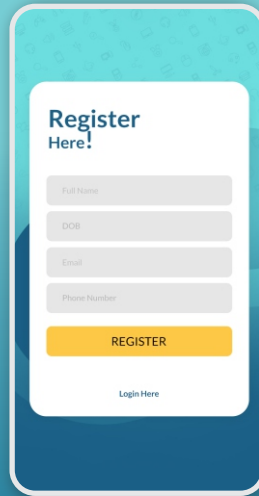 Register
Here!
Full Name
DOB
Email
Phone Number
REGISTER
Login Here